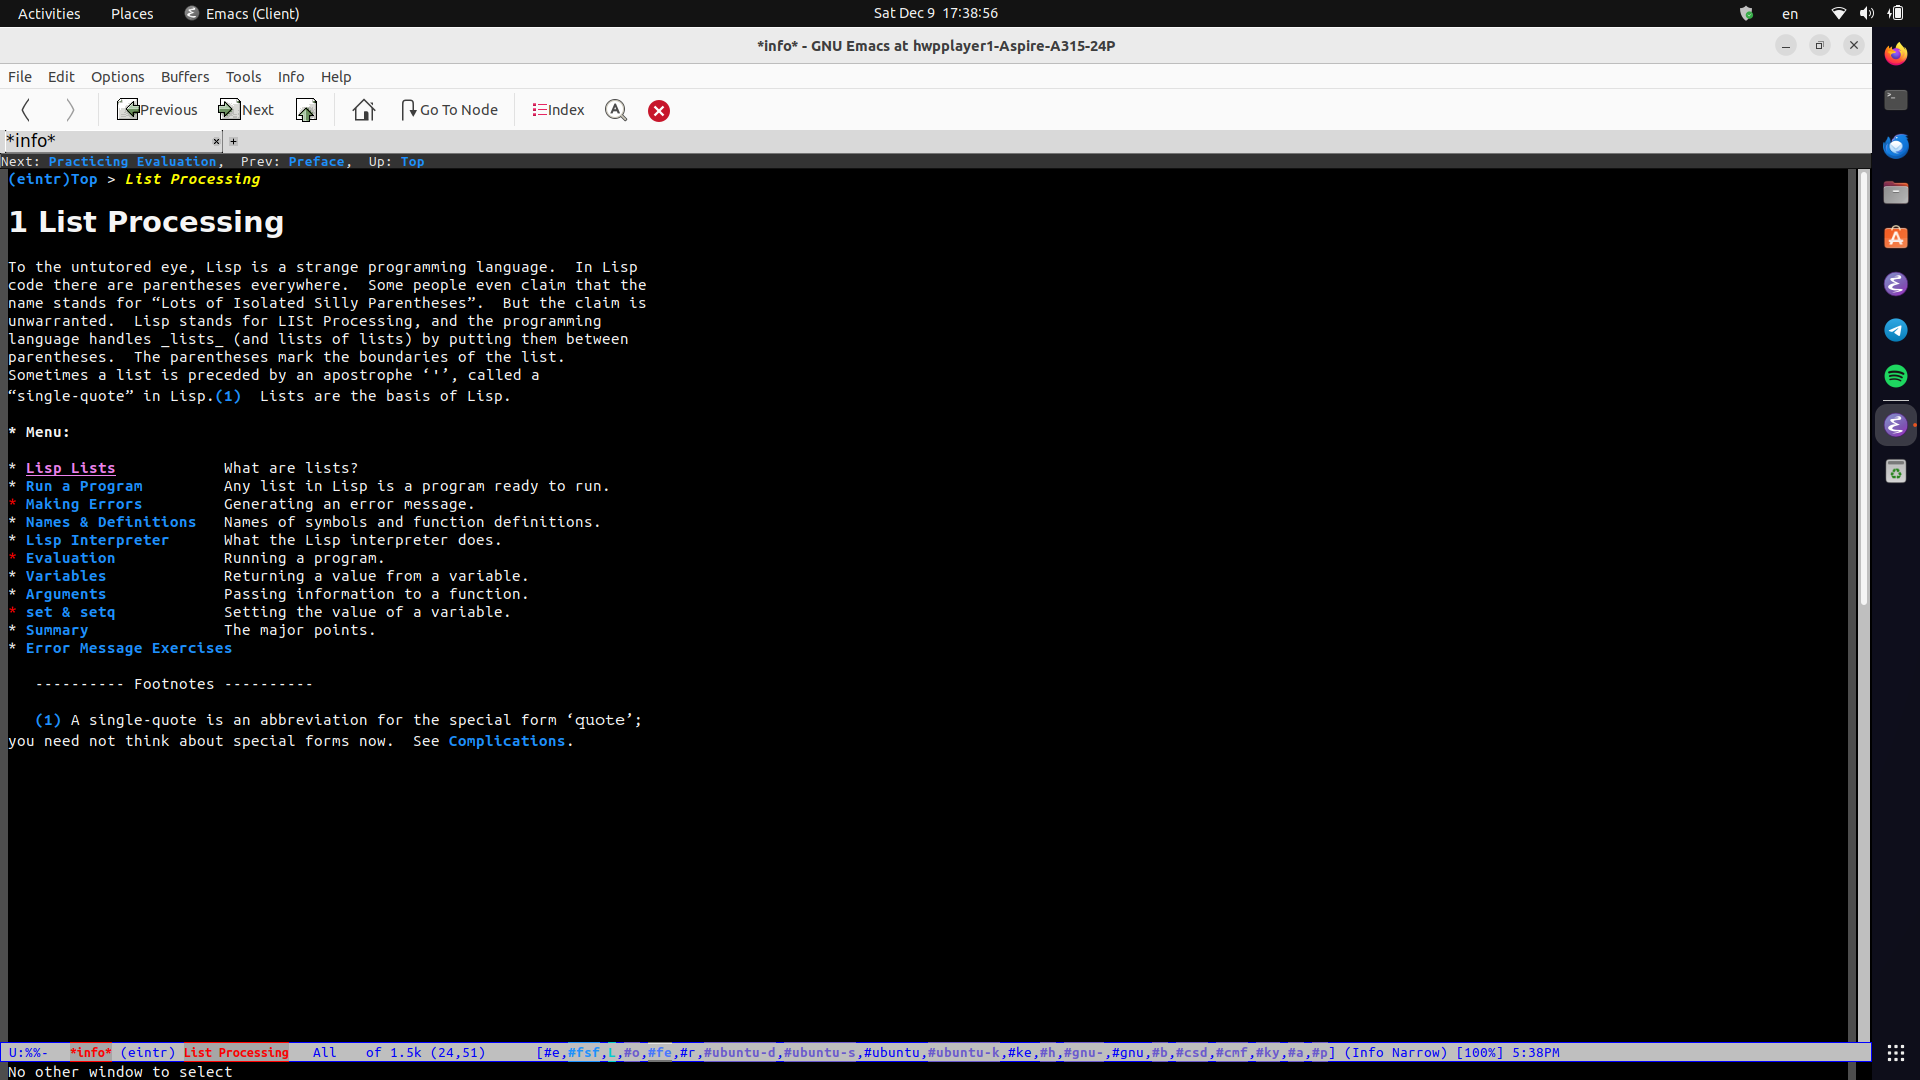 Activities Places Emacs (Client) Sat Dec 9 17:38:56 en
*info* - GNU Emacs at hwpplayer1-Aspire-A315-24P
File Edit Options Buffers Tools Info Help
Previous Next Go To Node Index
*info*
Next: Practicing Evaluation, Prev: Preface, Up: Top
(eintr)Top > List Processing
1 List Processing
To the untutored eye, Lisp is a strange programming language. In Lisp
code there are parentheses everywhere. Some people even claim that the
name stands for “Lots of Isolated Silly Parentheses”. But the claim is
unwarranted. Lisp stands for LISt Processing, and the programming
language handles _lists_ (and lists of lists) by putting them between
parentheses. The parentheses mark the boundaries of the list.
Sometimes a list is preceded by an apostrophe ‘'’, called a
“single-quote” in Lisp.(1) Lists are the basis of Lisp.
* Menu:
* Lisp Lists What are lists?
* Run a Program Any list in Lisp is a program ready to run.
* Making Errors Generating an error message.
* Names & Definitions Names of symbols and function definitions.
* Lisp Interpreter What the Lisp interpreter does.
* Evaluation Running a program.
* Variables Returning a value from a variable.
* Arguments Passing information to a function.
* set & setq Setting the value of a variable.
* Summary The major points.
* Error Message Exercises
---------- Footnotes ----------
(1) A single-quote is an abbreviation for the special form ‘quote’;
you need not think about special forms now. See Complications.
U:%%- *info* (eintr) List Processing All of 1.5k (24,51) [#e,#fsf,L,#o,#fe,#r,#ubuntu-d,#ubuntu-s,#ubuntu,#ubuntu-k,#ke,#h,#gnu-,#gnu,#b,#csd,#cmf,#ky,#a,#p] (Info Narrow) [100%] 5:38PM
No other window to select